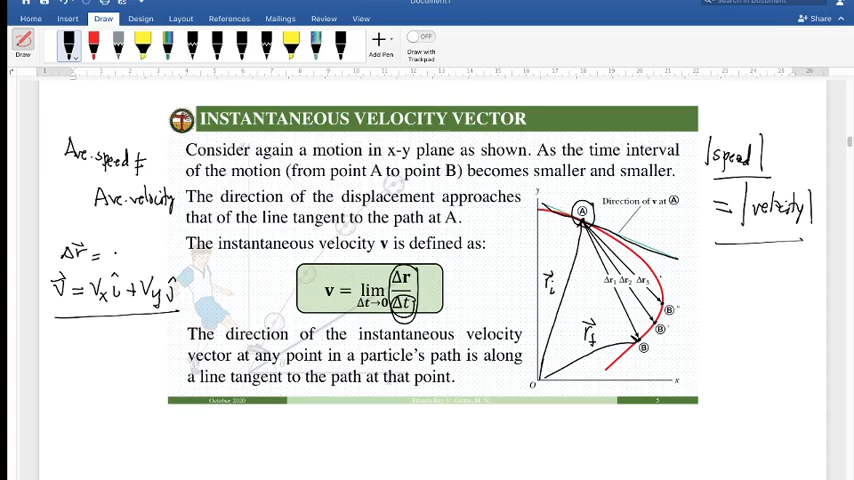 Document1
Search in Document
Home Insert Draw Design Layout References Mailings Review View
Share
Draw
Add Pen
OFF
Draw with
Trackpad
INSTANTANEOUS VELOCITY VECTOR
Consider again a motion in x-y plane as shown. As the time interval
of the motion (from point A to point B) becomes smaller and smaller.
The direction of the displacement approaches
that of the line tangent to the path at A.
The instantaneous velocity v is defined as:
v = lim Δt→0 Δr/Δt
The direction of the instantaneous velocity
vector at any point in a particle's path is along
a line tangent to the path at that point.
Ave. speed ≠
Ave. velocity
Δr⃗ = .
v⃗ = Vx î + Vy ĵ
|speed|
= |velocity|
y
A
Direction of v at A
Δr1 Δr2 Δr3
B″
B′
B
r⃗i
r⃗f
O x
October 2020
5